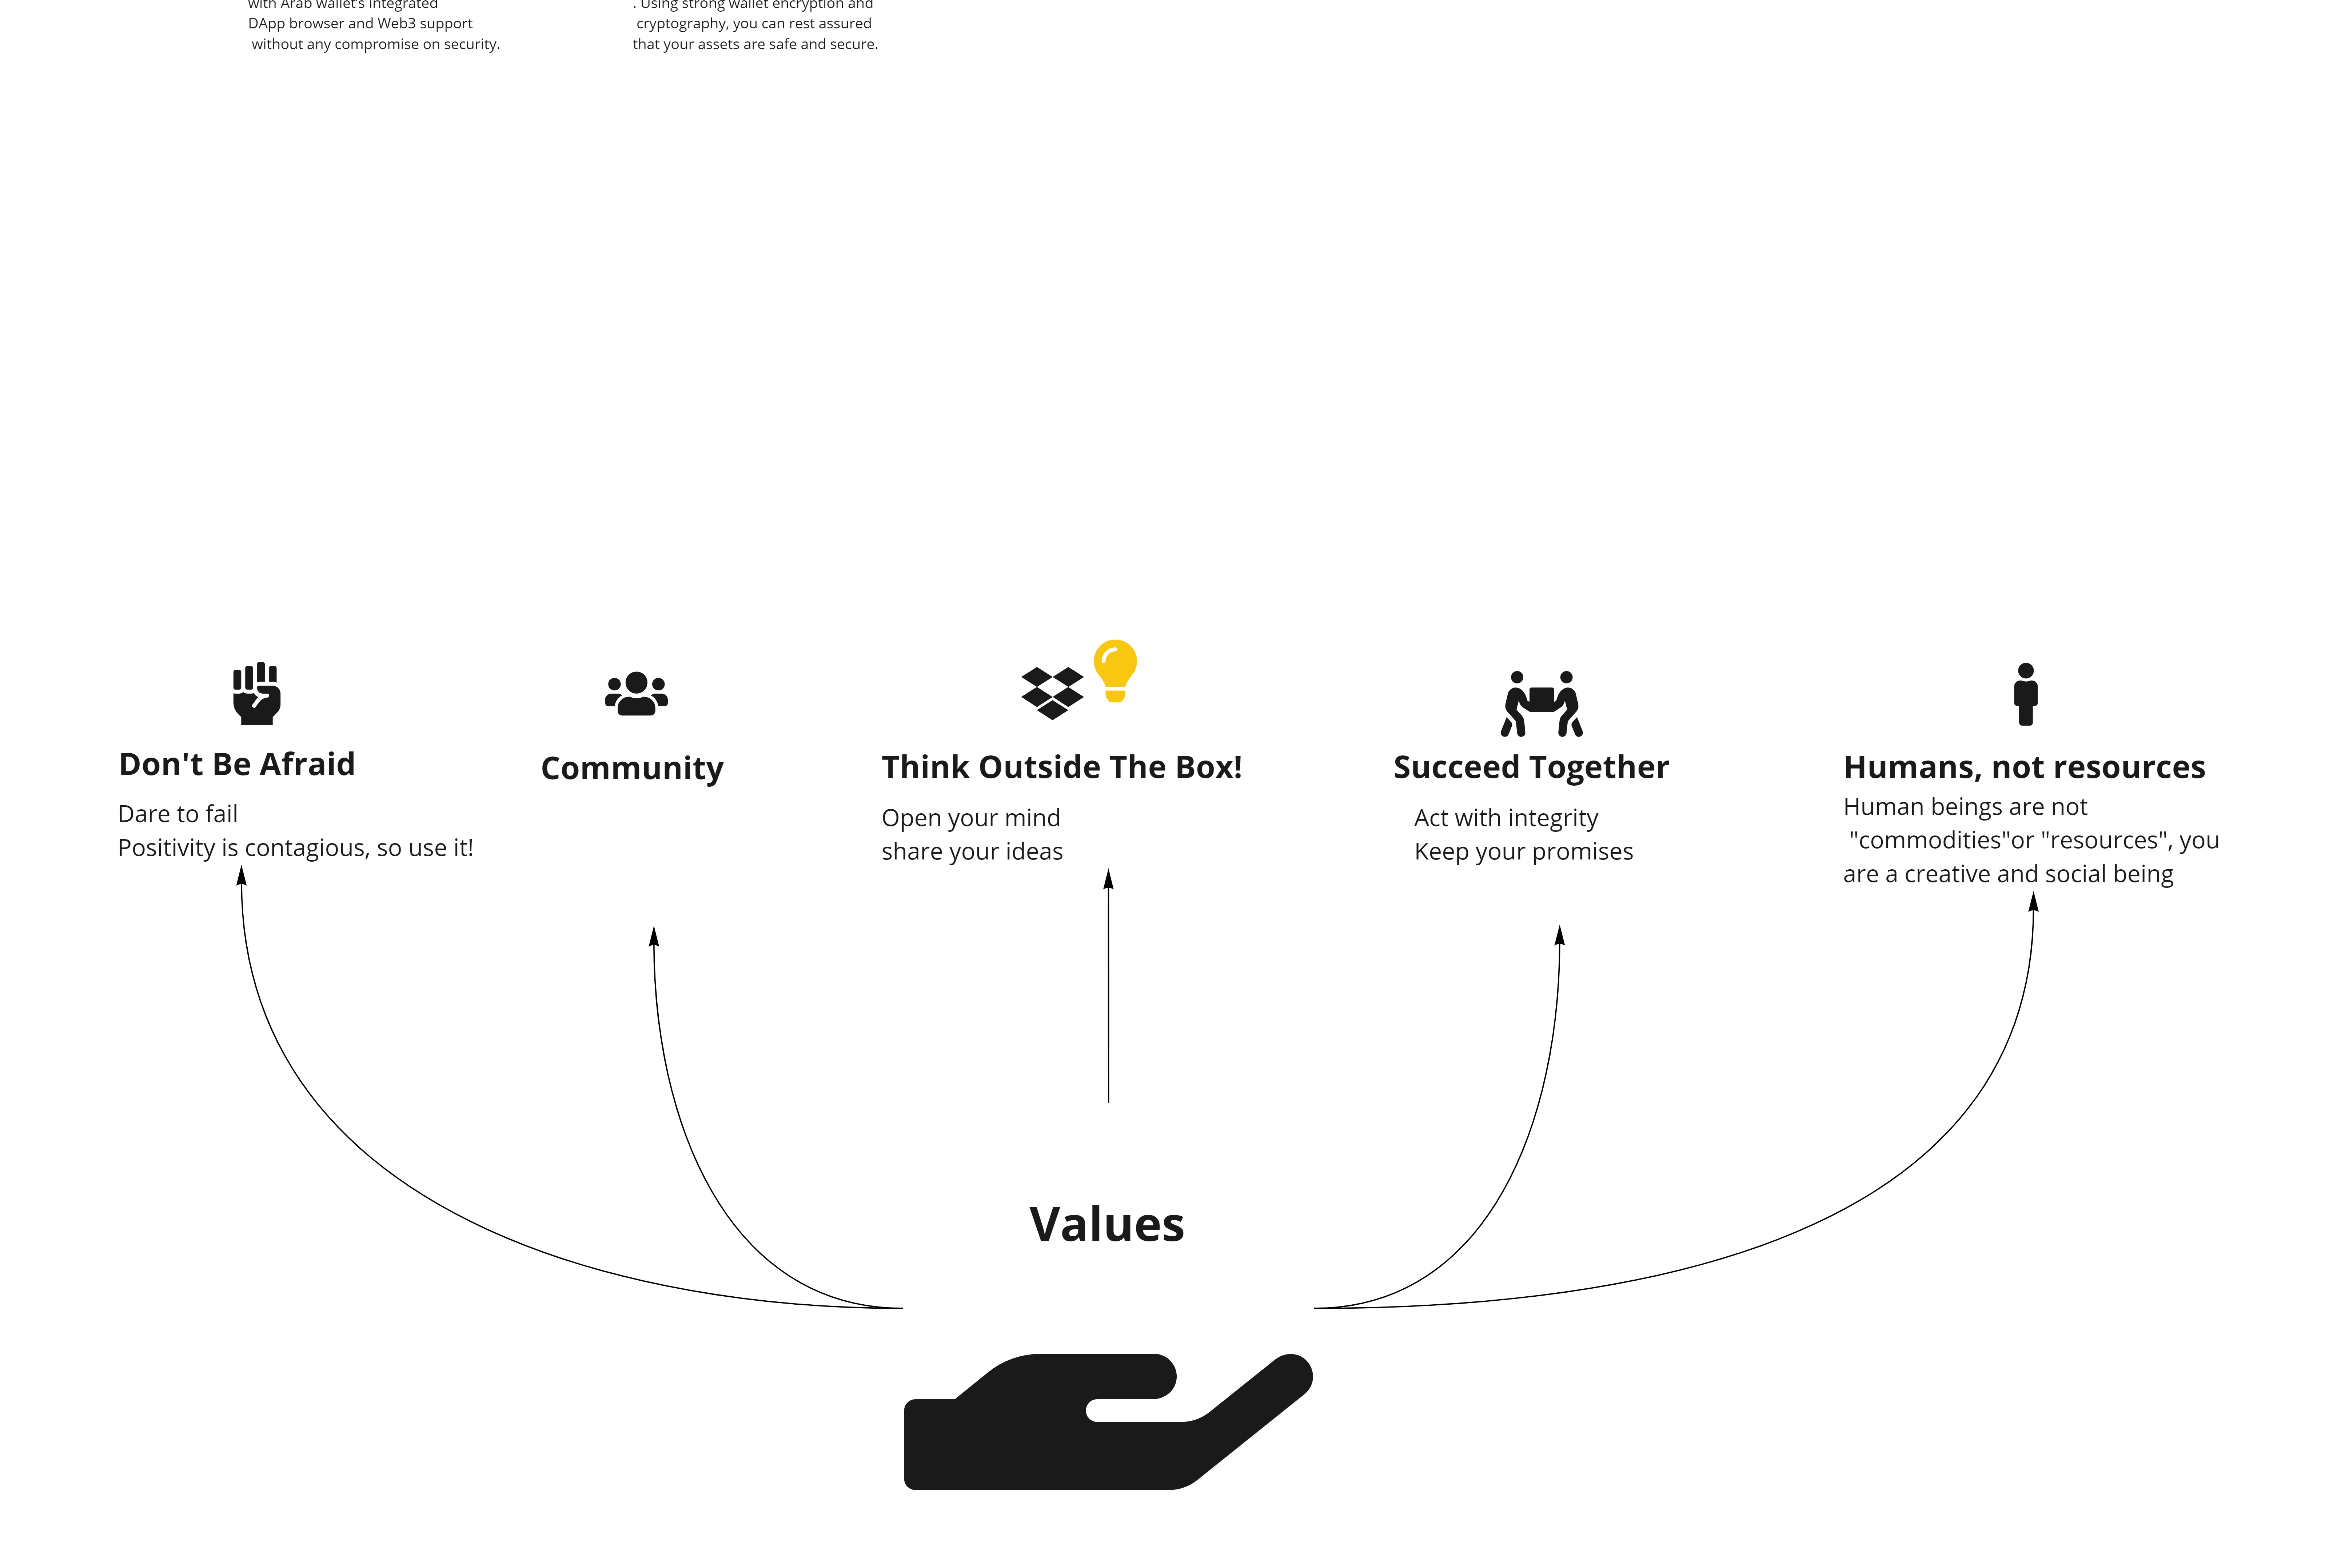 with Arab wallet's integrated
DApp browser and Web3 support
without any compromise on security.
. Using strong wallet encryption and
cryptography, you can rest assured
that your assets are safe and secure.
Don't Be Afraid
Dare to fail
Positivity is contagious, so use it!
Community
Think Outside The Box!
Open your mind
share your ideas
Succeed Together
Act with integrity
Keep your promises
Humans, not resources
Human beings are not
"commodities"or "resources", you
are a creative and social being
Values